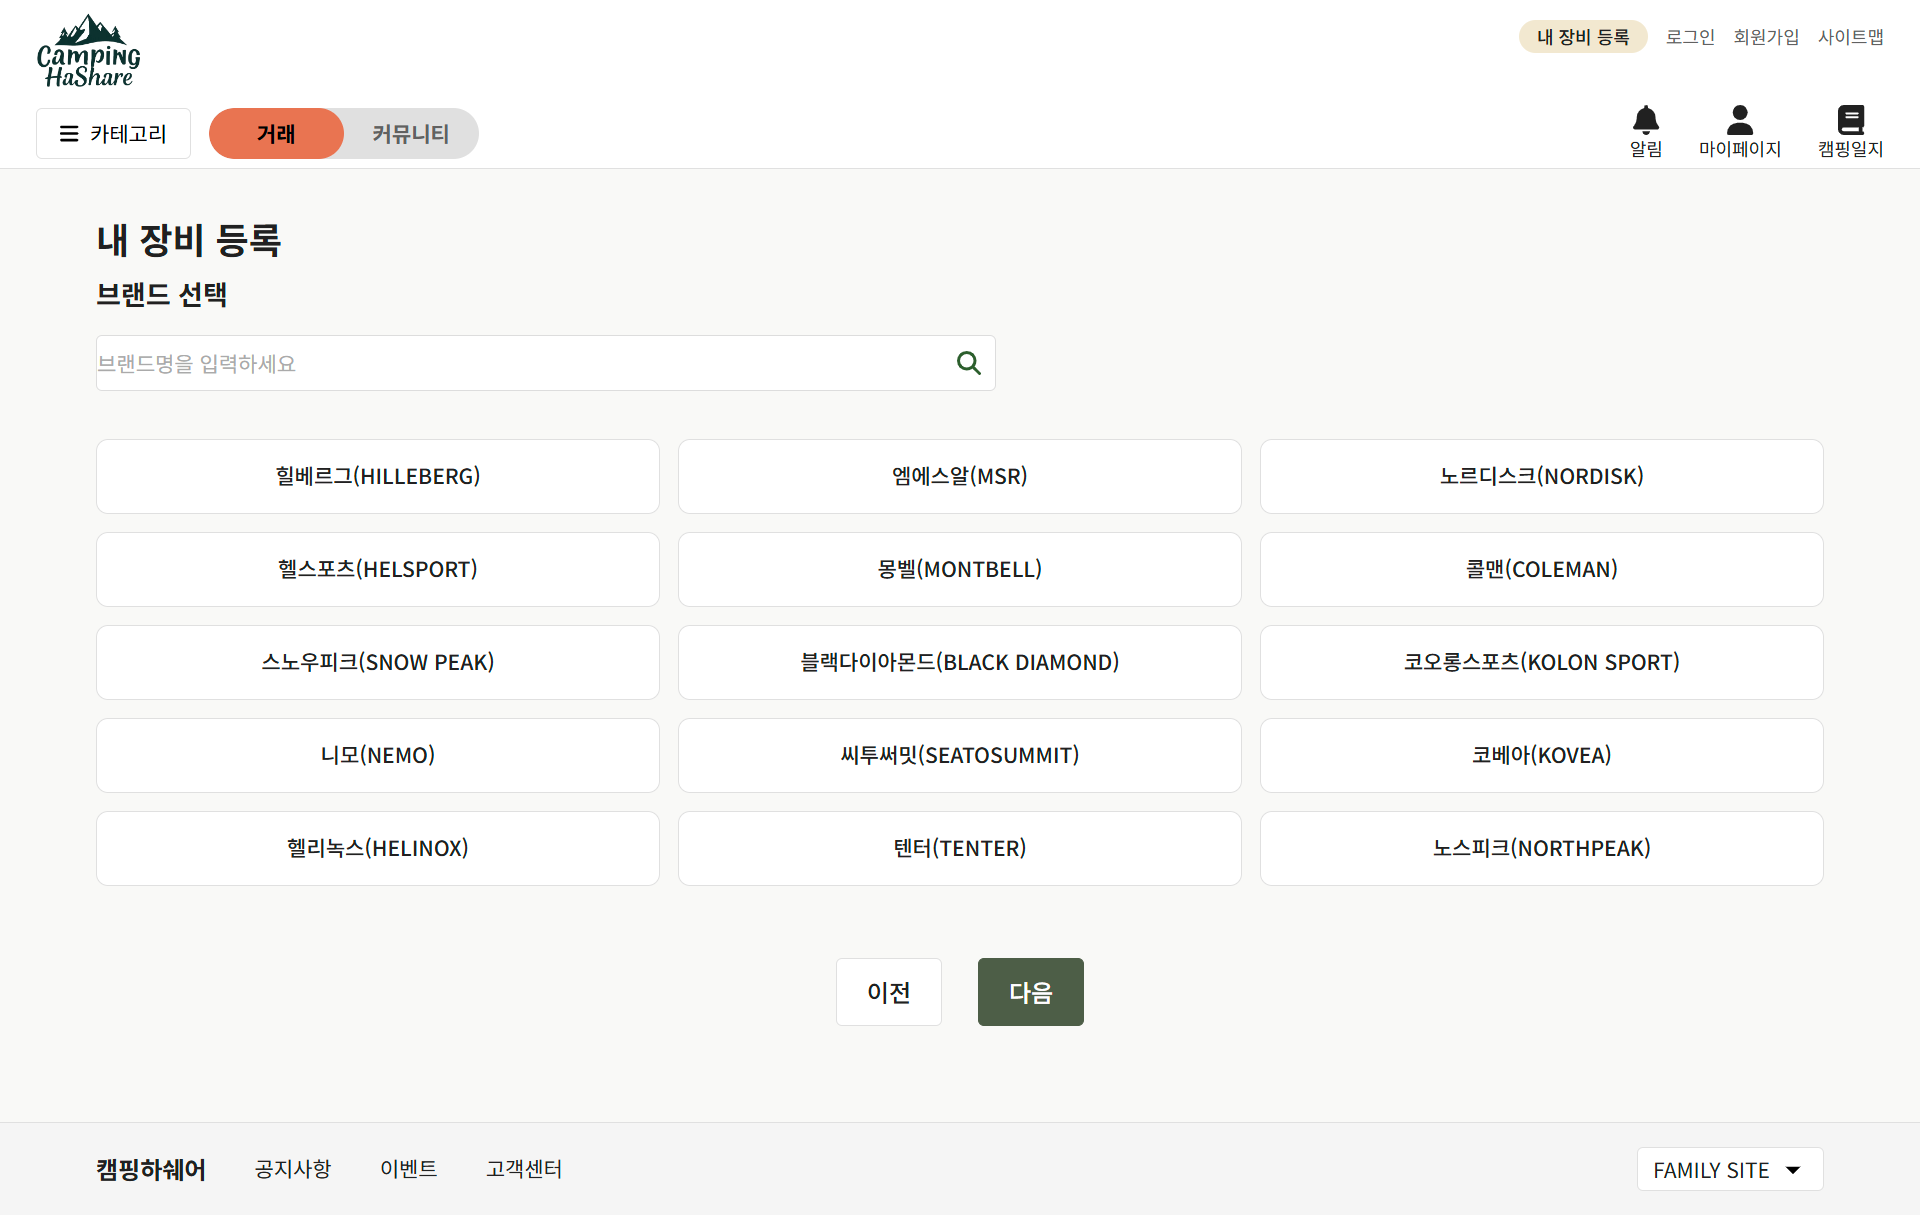 Camping
HaShare
내 장비 등록 로그인 회원가입 사이트맵
카테고리 거래 커뮤니티
알림 마이페이지 캠핑일지
내 장비 등록
브랜드 선택
브랜드명을 입력하세요
힐베르그(HILLEBERG) 엠에스알(MSR) 노르디스크(NORDISK)
헬스포츠(HELSPORT) 몽벨(MONTBELL) 콜맨(COLEMAN)
스노우피크(SNOW PEAK) 블랙다이아몬드(BLACK DIAMOND) 코오롱스포츠(KOLON SPORT)
니모(NEMO) 씨투써밋(SEATOSUMMIT) 코베아(KOVEA)
헬리녹스(HELINOX) 텐터(TENTER) 노스피크(NORTHPEAK)
이전 다음
캠핑하쉐어 공지사항 이벤트 고객센터 FAMILY SITE